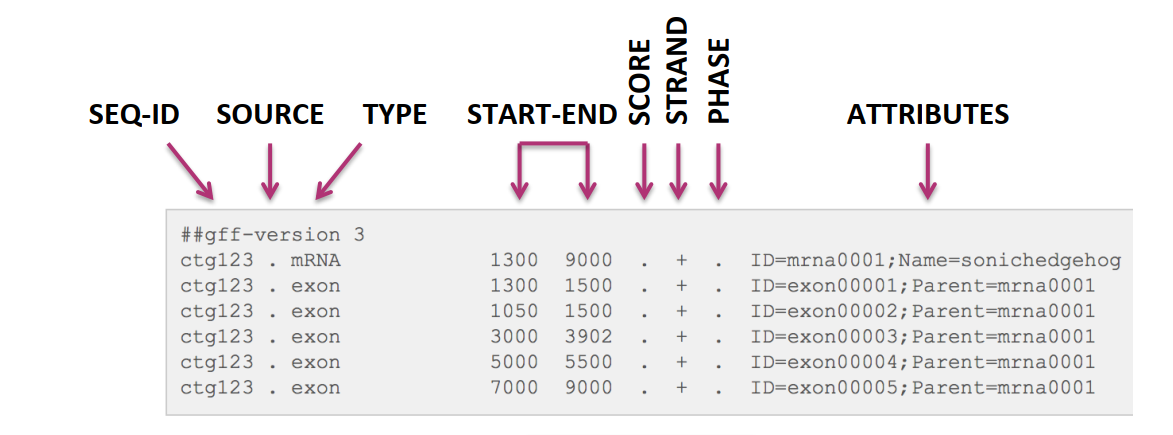 SEQ-ID SOURCE TYPE START-END SCORE STRAND PHASE ATTRIBUTES
##gff-version 3
ctg123 . mRNA 1300 9000 . + . ID=mrna0001;Name=sonichedgehog
ctg123 . exon 1300 1500 . + . ID=exon00001;Parent=mrna0001
ctg123 . exon 1050 1500 . + . ID=exon00002;Parent=mrna0001
ctg123 . exon 3000 3902 . + . ID=exon00003;Parent=mrna0001
ctg123 . exon 5000 5500 . + . ID=exon00004;Parent=mrna0001
ctg123 . exon 7000 9000 . + . ID=exon00005;Parent=mrna0001